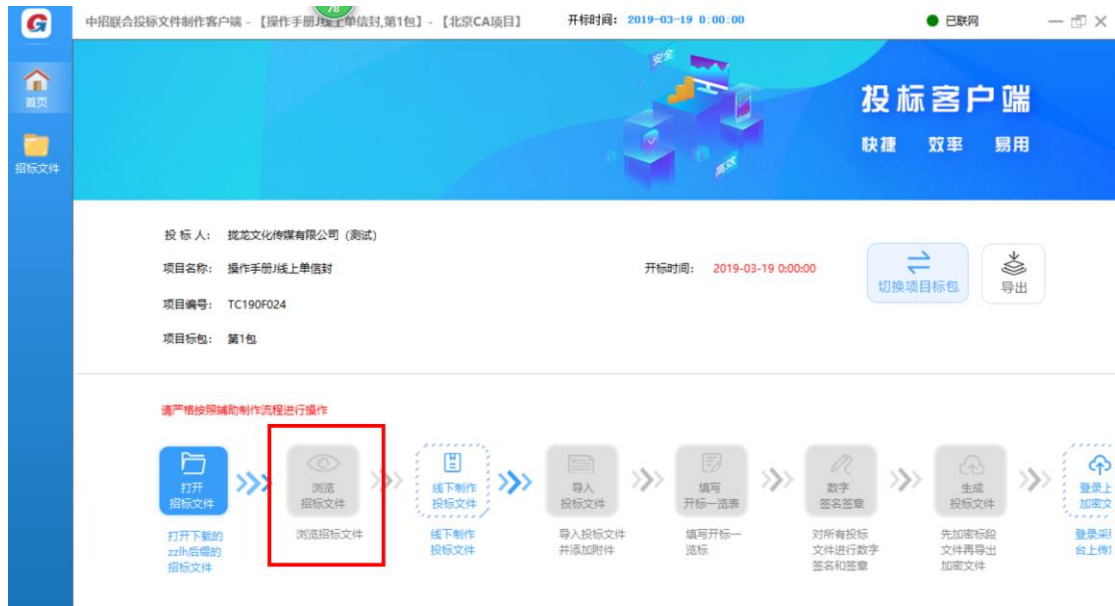 中招联合投标文件制作客户端 - 【操作手册J线上单信封,第1包】 - 【北京CA项目】
78
开标时间: 2019-03-19 0:00:00
已联网
G
首页
招标文件
安全
高效
投标客户端
快捷 效率 易用
投 标 人: 拢龙文化传媒有限公司 (测试)
项目名称: 操作手册J线上单信封
开标时间: 2019-03-19 0:00:00
切换项目标包
导出
项目编号: TC190F024
项目标包: 第1包
请严格按照辅助制作流程进行操作
打开
招标文件
浏览
招标文件
线下制作
投标文件
导入
投标文件
填写
开标一览表
数字
签名签章
生成
投标文件
登录上
加密文
打开下载的
zzlh后缀的
招标文件
浏览招标文件
线下制作
投标文件
导入投标文件
并添加附件
填写开标一
览标
对所有投标
文件进行数字
签名和签章
先加密标段
文件再导出
加密文件
登录采
台上传